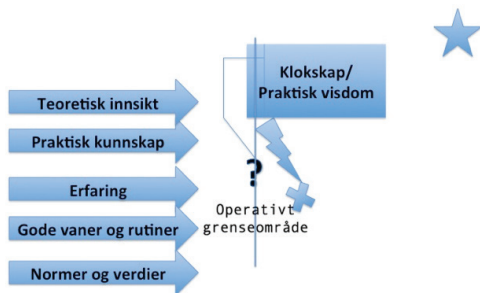 Teoretisk innsikt
Praktisk kunnskap
Erfaring
Gode vaner og rutiner
Normer og verdier
Klokskap/
Praktisk visdom
?
Operativt
grenseområde